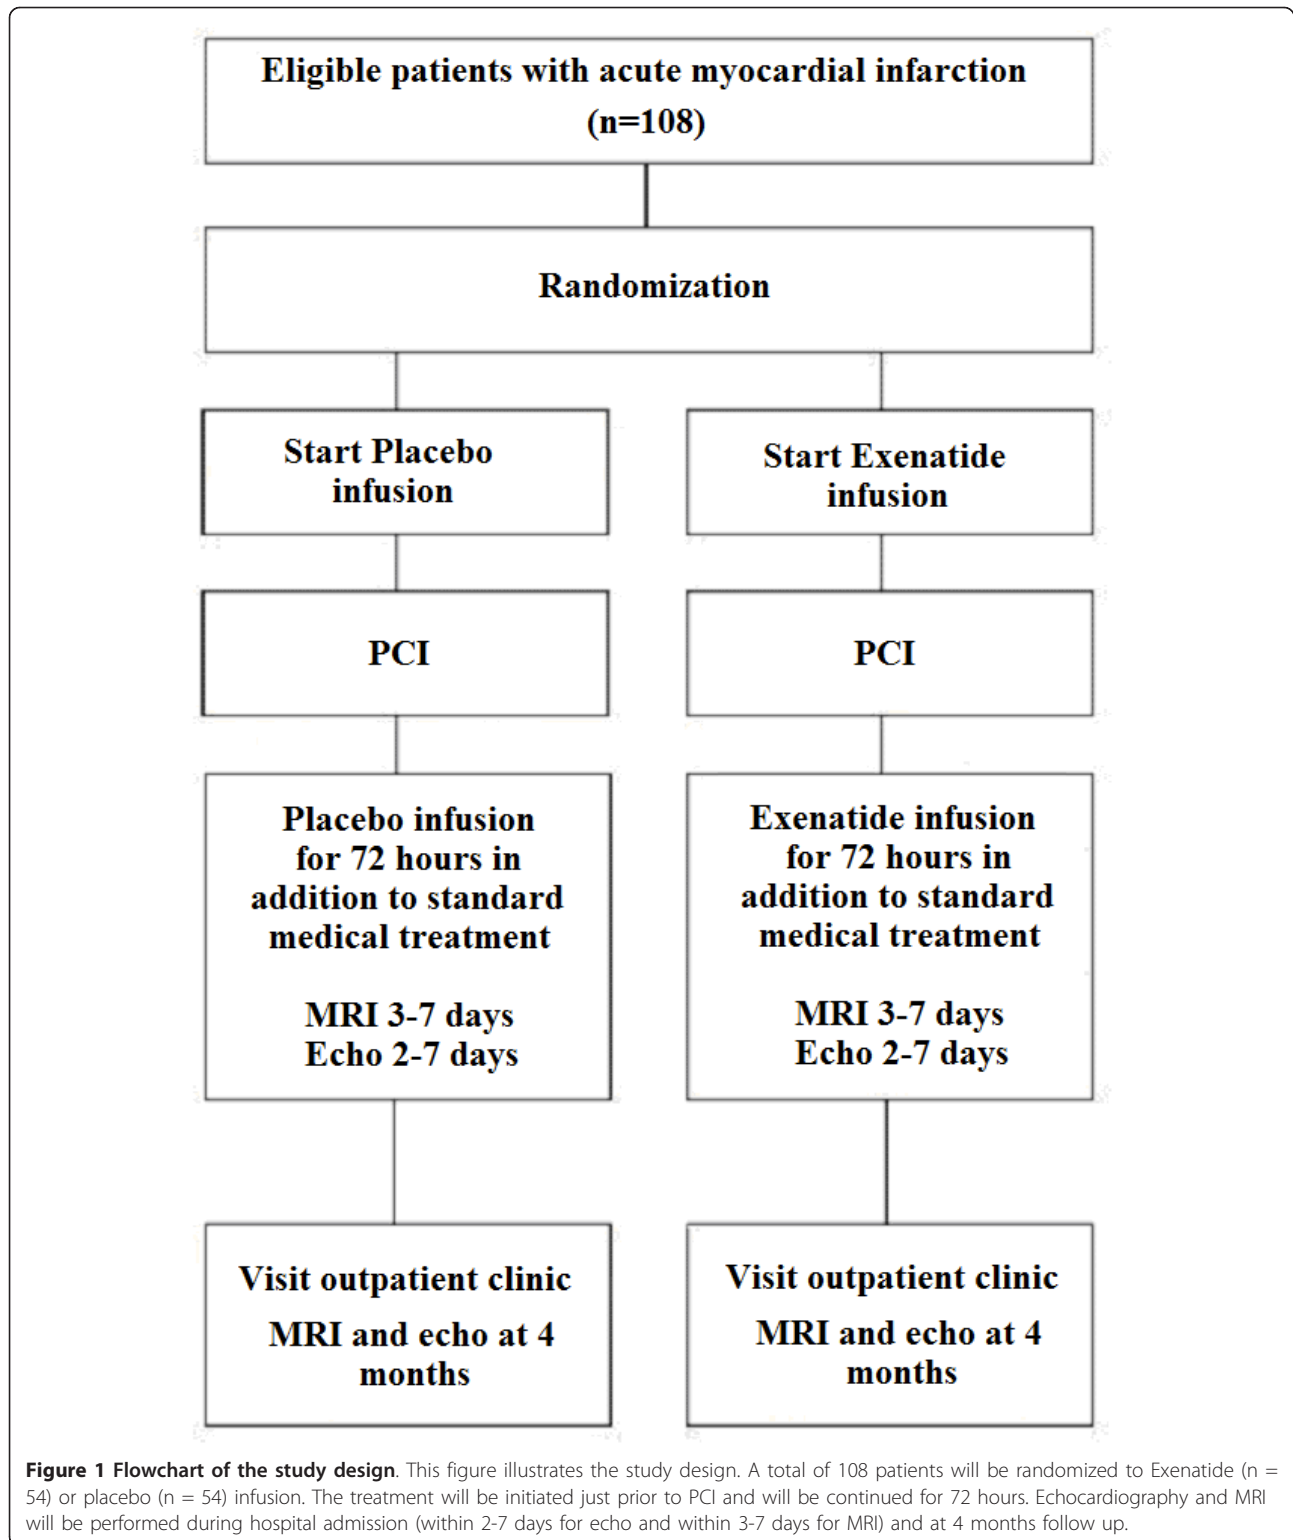 Eligible patients with acute myocardial infarction
(n=108)
Randomization
Start Placebo
infusion
Start Exenatide
infusion
PCI
PCI
Placebo infusion
for 72 hours in
addition to standard
medical treatment
MRI 3-7 days
Echo 2-7 days
Exenatide infusion
for 72 hours in
addition to standard
medical treatment
MRI 3-7 days
Echo 2-7 days
Visit outpatient clinic
MRI and echo at 4
months
Visit outpatient clinic
MRI and echo at 4
months
Figure 1 Flowchart of the study design. This figure illustrates the study design. A total of 108 patients will be randomized to Exenatide (n =
54) or placebo (n = 54) infusion. The treatment will be initiated just prior to PCI and will be continued for 72 hours. Echocardiography and MRI
will be performed during hospital admission (within 2-7 days for echo and within 3-7 days for MRI) and at 4 months follow up.